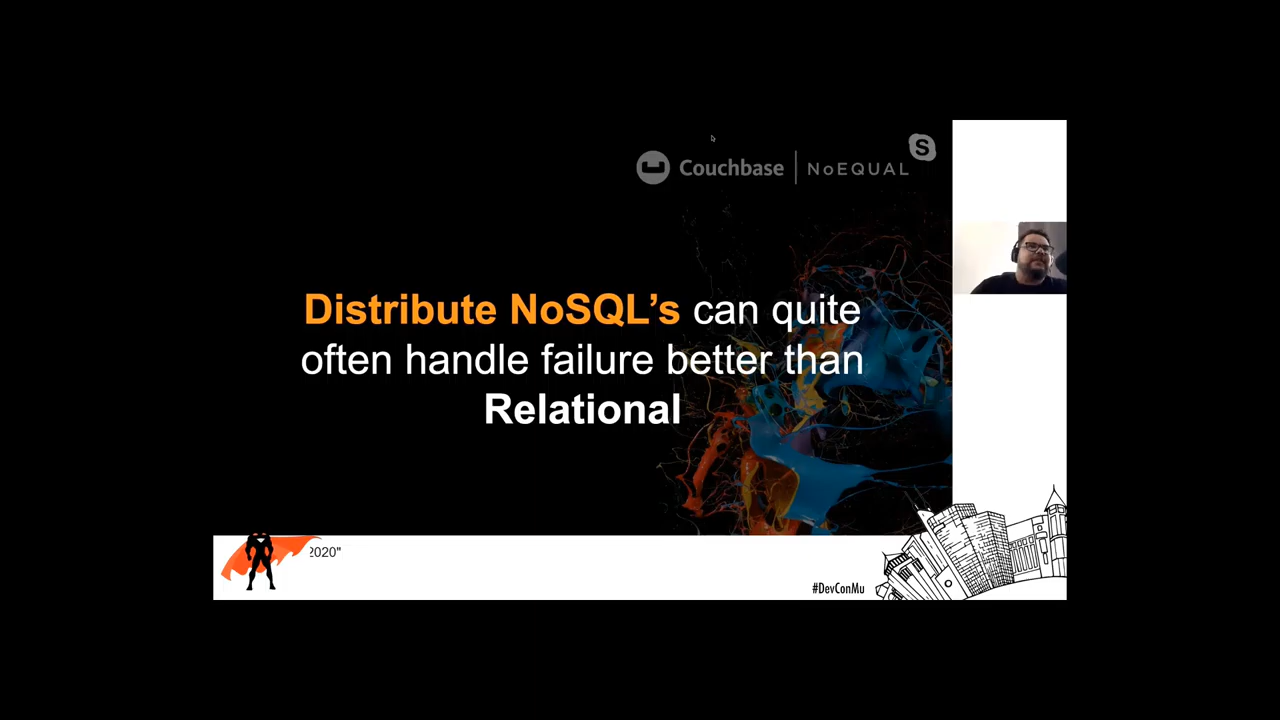 Couchbase | NoEQUAL
S
Distribute NoSQL’s can quite
often handle failure better than
Relational
2020"
#DevConMu